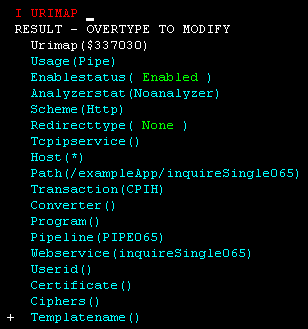 I URIMAP _
RESULT - OVERTYPE TO MODIFY
Urimap($337030)
Usage(Pipe)
Enablestatus( Enabled )
Analyzerstat(Noanalyzer)
Scheme(Http)
Redirecttype( None )
Tcpipservice()
Host(*)
Path(/exampleApp/inquireSingle065)
Transaction(CPIH)
Converter()
Program()
Pipeline(PIPE065)
Webservice(inquireSingle065)
Userid()
Certificate()
Ciphers()
+ Templatename()